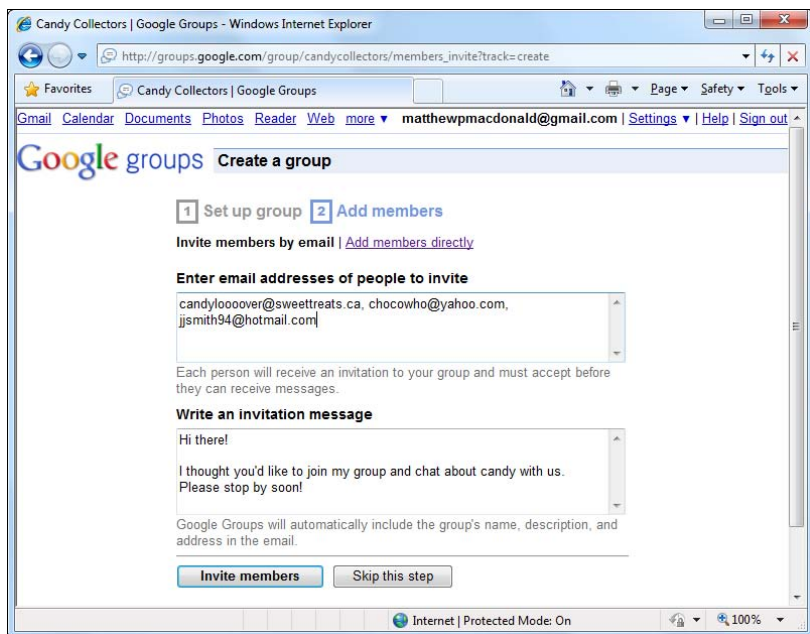 Candy Collectors | Google Groups - Windows Internet Explorer
http://groups.google.com/group/candycollectors/members_invite?track=create
Favorites Candy Collectors | Google Groups Page Safety Tools
Gmail Calendar Documents Photos Reader Web more ▼ matthewpmacdonald@gmail.com | Settings ▼ | Help | Sign out
Google groups Create a group
1 Set up group 2 Add members
Invite members by email | Add members directly
Enter email addresses of people to invite
candyloooover@sweettreats.ca, chocowho@yahoo.com,
jjsmith94@hotmail.com
Each person will receive an invitation to your group and must accept before
they can receive messages.
Write an invitation message
Hi there!
I thought you'd like to join my group and chat about candy with us.
Please stop by soon!
Google Groups will automatically include the group's name, description, and
address in the email.
Invite members Skip this step
Internet | Protected Mode: On 100%